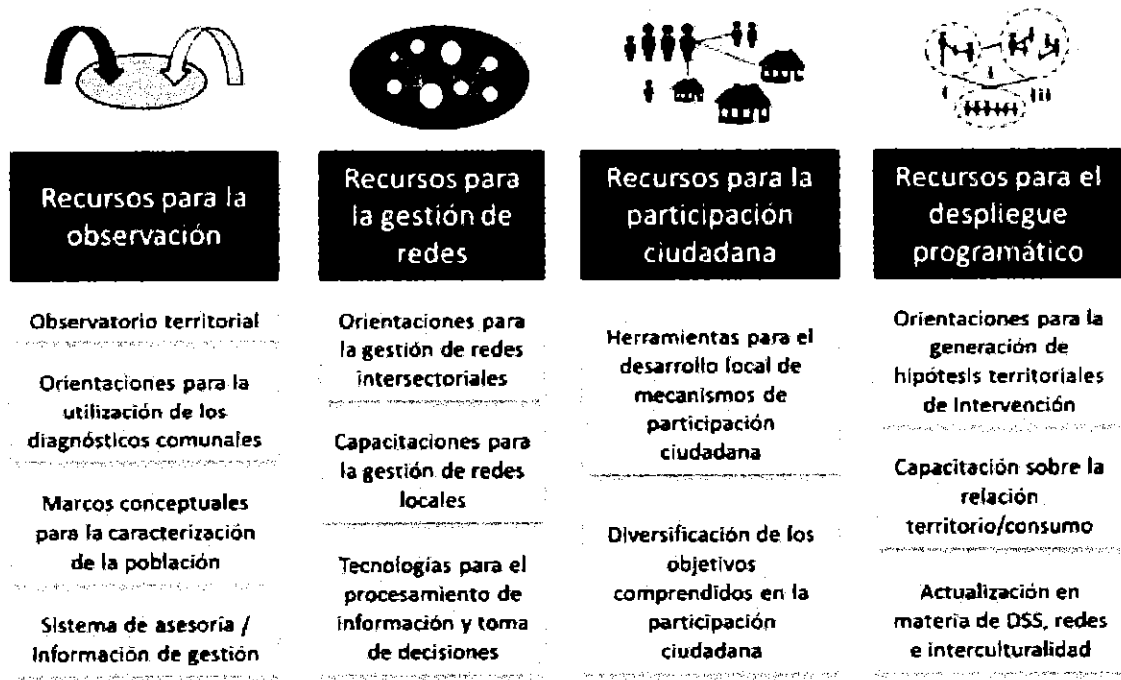 Recursos para la
observación
Observatorio territorial
Orientaciones para la
utilización de los
diagnósticos comunales
Marcos conceptuales
para la caracterización
de la población
Sistema de asesoría /
Información de gestión
Recursos para
la gestión de
redes
Orientaciones para
la gestión de redes
intersectoriales
Capacitaciones para
la gestión de redes
locales
Tecnologías para el
procesamiento de
información y toma
de decisiones
Recursos para la
participación
ciudadana
Herramientas para el
desarrollo local de
mecanismos de
participación
ciudadana
Diversificación de los
objetivos
comprendidos en la
participación
ciudadana
Recursos para el
despliegue
programático
Orientaciones para la
generación de
hipótesis territoriales
de Intervención
Capacitación sobre la
relación
territorio/consumo
Actualización en
materia de DSS, redes
e interculturalidad